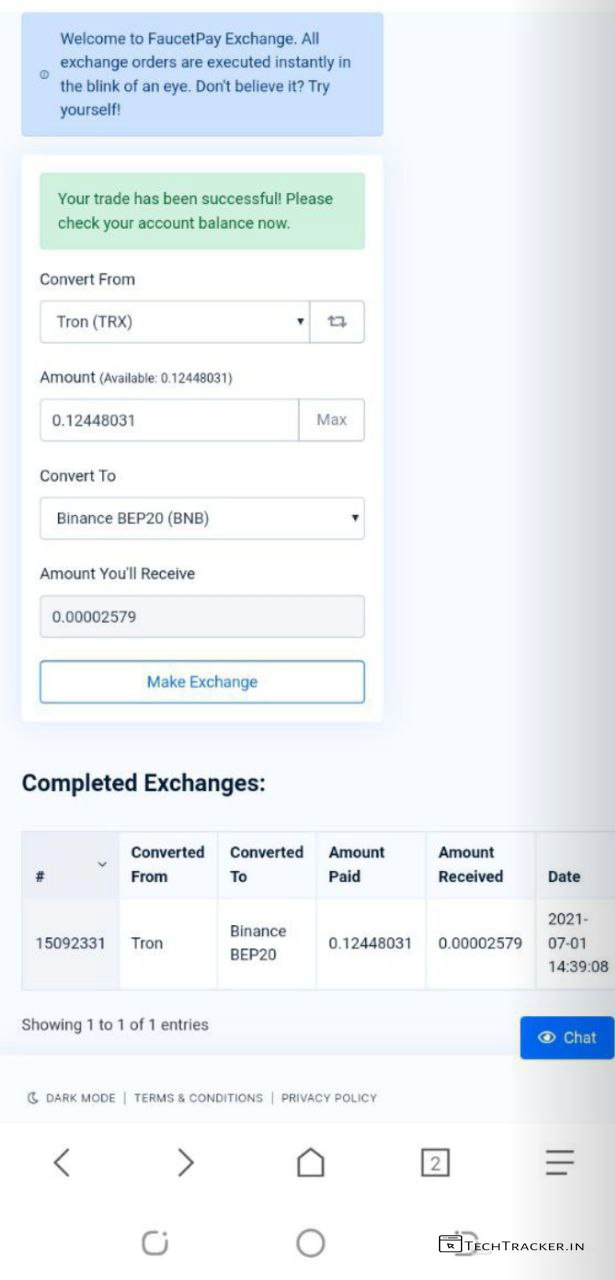 Welcome to FaucetPay Exchange. All
exchange orders are executed instantly in
the blink of an eye. Don't believe it? Try
yourself!
Your trade has been successful! Please
check your account balance now.
Convert From
Tron (TRX)
Amount (Available: 0.12448031)
0.12448031 Max
Convert To
Binance BEP20 (BNB)
Amount You'll Receive
0.00002579
Make Exchange
Completed Exchanges:
# Converted From Converted To Amount Paid Amount Received Date
15092331 Tron Binance BEP20 0.12448031 0.00002579 2021-07-01 14:39:08
Showing 1 to 1 of 1 entries
Chat
DARK MODE | TERMS & CONDITIONS | PRIVACY POLICY
2
TECHTRACKER.IN